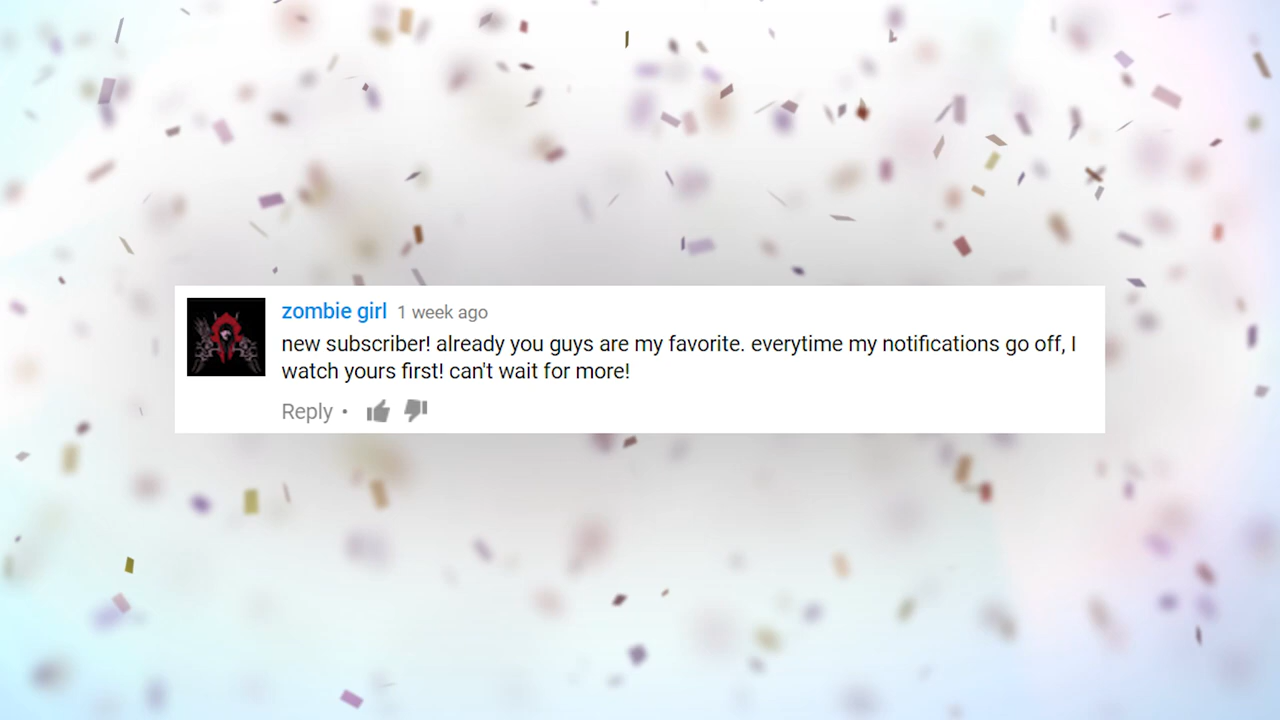 zombie girl 1 week ago
new subscriber! already you guys are my favorite. everytime my notifications go off, I
watch yours first! can't wait for more!
Reply •